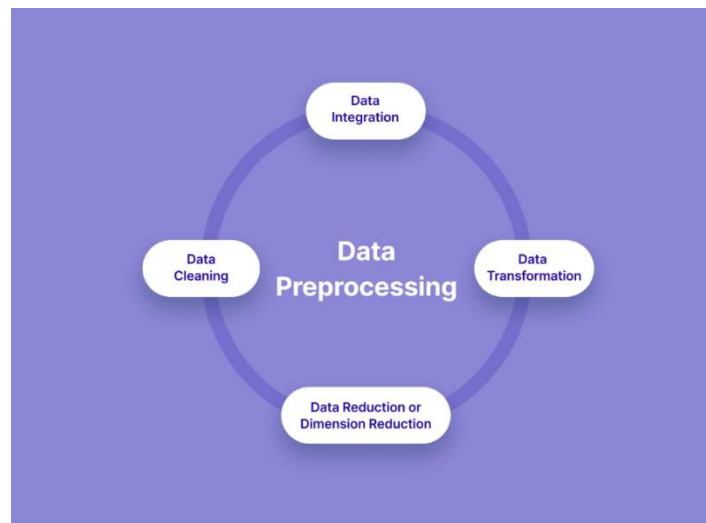 Data
Integration
Data
Cleaning
Data
Preprocessing
Data
Transformation
Data Reduction or
Dimension Reduction